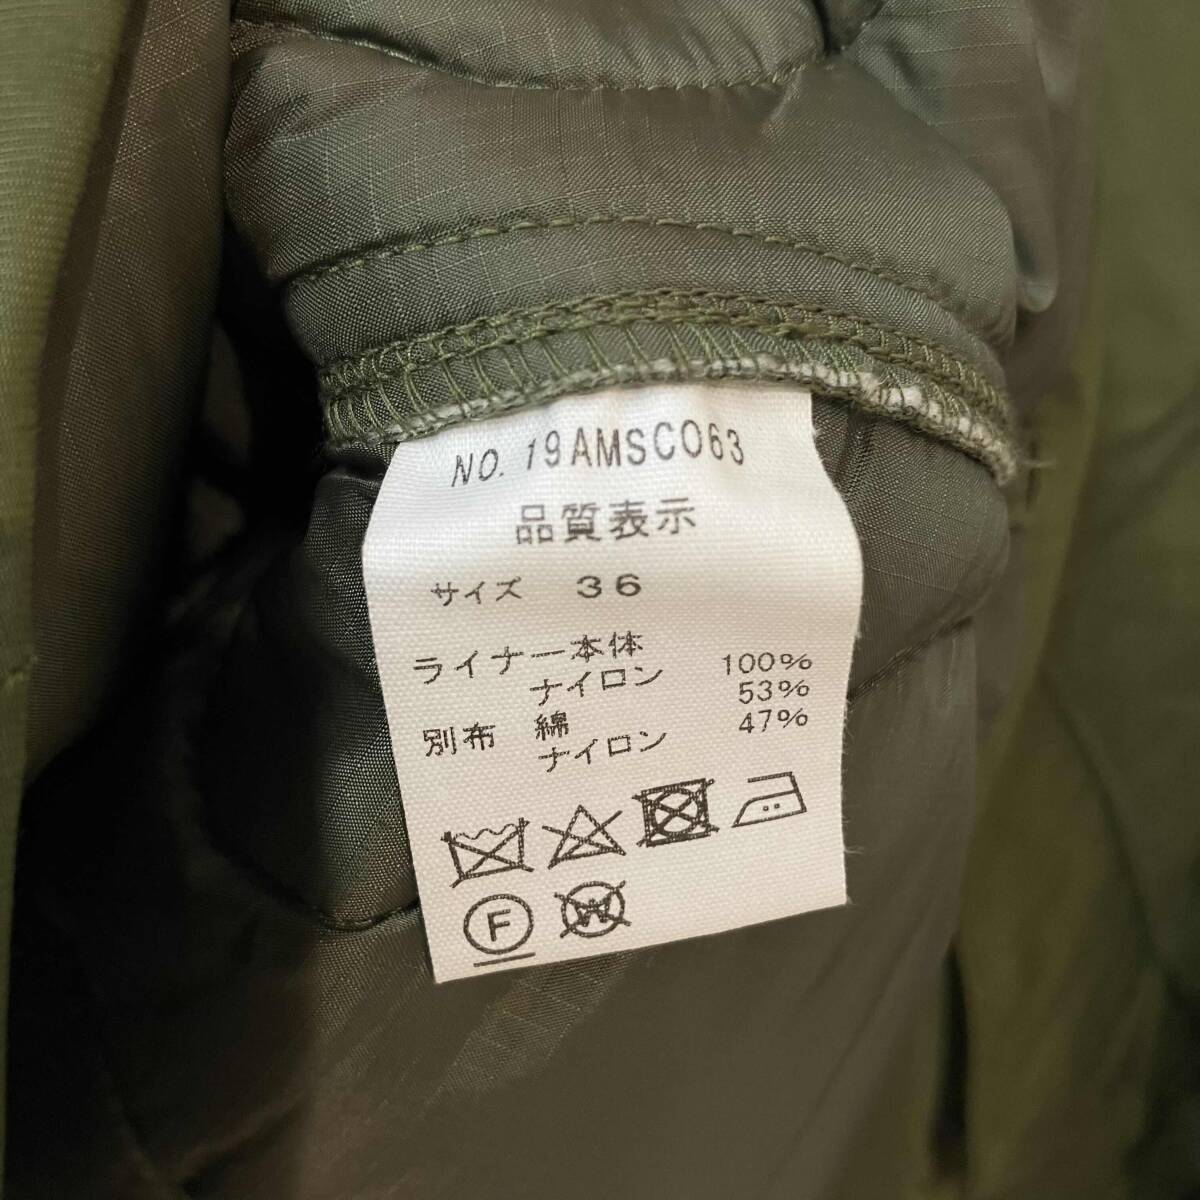 NO. 19AMSCO63
品質表示
サイズ 36
ライナー本体
ナイロン 100%
別布 綿 53%
ナイロン 47%
F
W